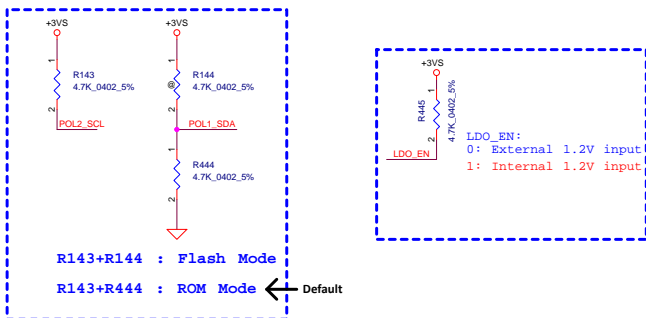 +3VS
+3VS
1
R143
4.7K_0402_5%
2
POL2_SCL
1
R144
@
4.7K_0402_5%
2
POL1_SDA
1
R444
4.7K_0402_5%
2
R143+R144 : Flash Mode
R143+R444 : ROM Mode
Default
+3VS
1
R445
4.7K_0402_5%
2
LDO_EN
LDO_EN:
0: External 1.2V input
1: Internal 1.2V input